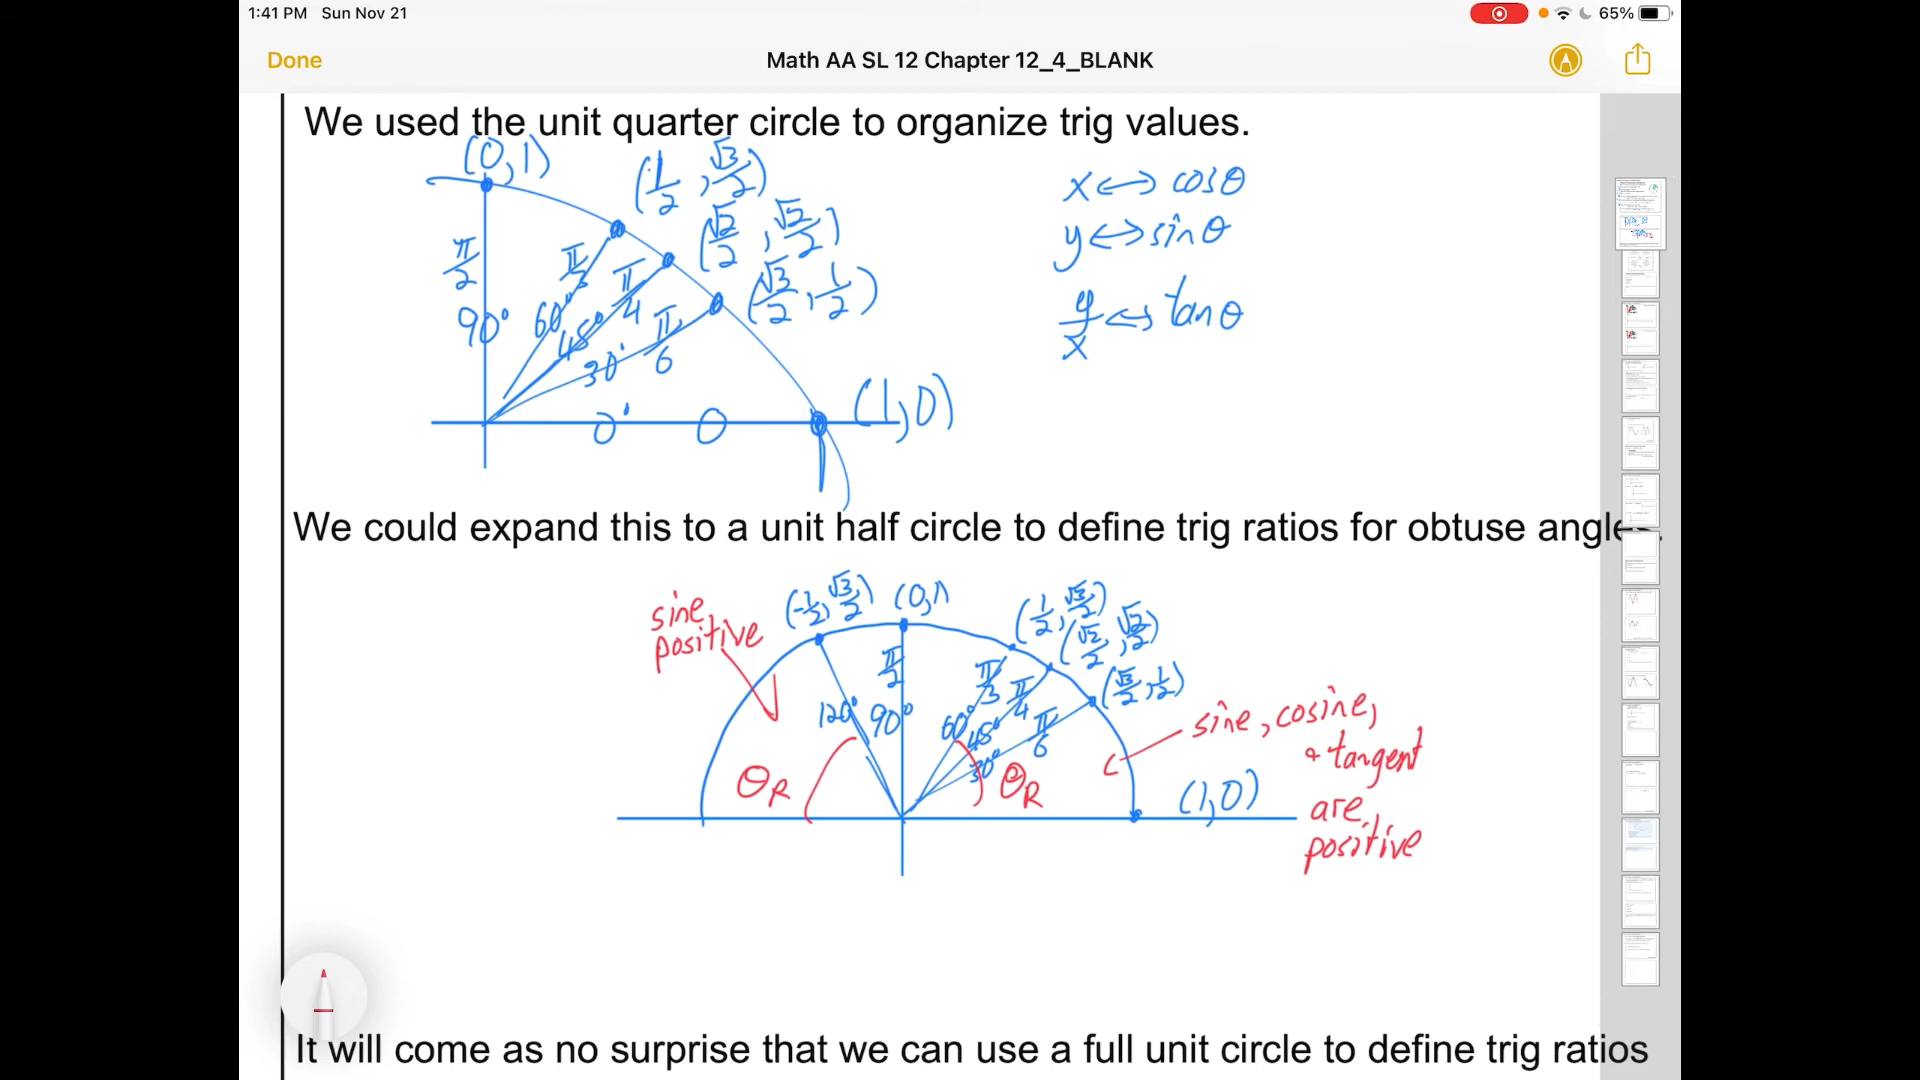 1:41 PM Sun Nov 21
65%
Done
Math AA SL 12 Chapter 12_4_BLANK
We used the unit quarter circle to organize trig values.
(0,1)
(1/2, √3/2)
(√2/2, √2/2)
(√3/2, 1/2)
x ↔ cosθ
y ↔ sinθ
y/x ↔ tanθ
π/2
π/3
π/4
π/6
90°
60°
45°
30°
0°
0
(1,0)
We could expand this to a unit half circle to define trig ratios for obtuse angles.
sine
positive
(-1/2, √3/2)
(0,1)
(1/2, √3/2)
(√2/2, √2/2)
(√3/2, 1/2)
π/2
π/3
π/4
π/6
120°
90°
60°
45°
30°
θR
θR
sine, cosine,
+ tangent
are
positive
(1,0)
It will come as no surprise that we can use a full unit circle to define trig ratios